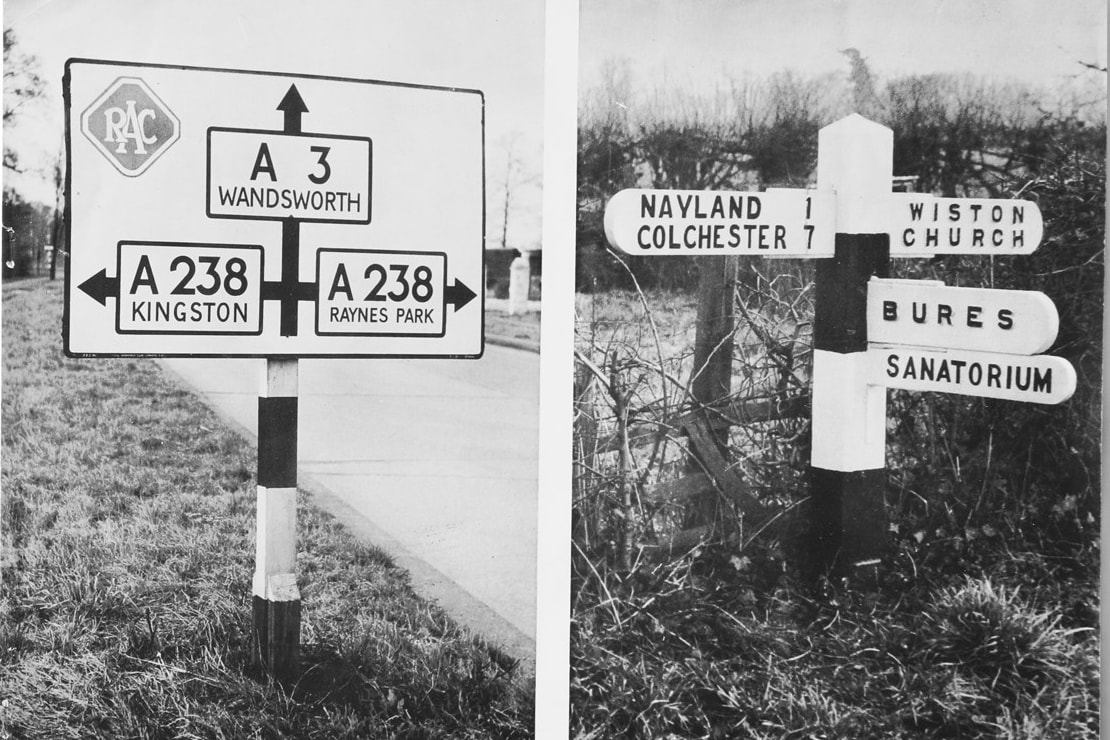 RAC
A 3
WANDSWORTH
A 238
KINGSTON
A 238
RAYNES PARK
NAYLAND 1
COLCHESTER 7
WISTON
CHURCH
BURES
SANATORIUM